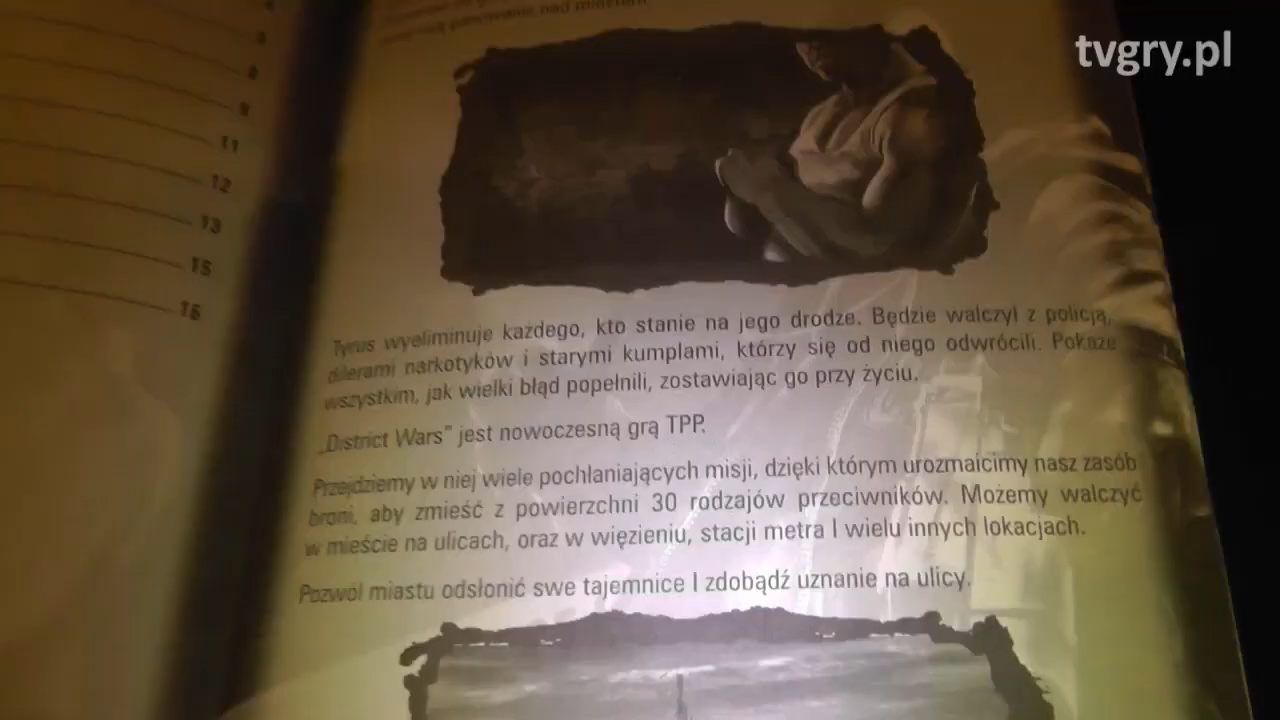 tvgry.pl
9
11
12
13
15
16
Tyrus wyeliminuje każdego, kto stanie na jego drodze. Będzie walczył z policją,
dilerami narkotyków i starymi kumplami, którzy się od niego odwrócili. Pokaże
wszystkim, jak wielki błąd popełnili, zostawiając go przy życiu.
„District Wars" jest nowoczesną grą TPP.
Przejdziemy w niej wiele pochłaniających misji, dzięki którym urozmaicimy nasz zasób
broni, aby zmieść z powierzchni 30 rodzajów przeciwników. Możemy walczyć
w mieście na ulicach, oraz w więzieniu, stacji metra I wielu innych lokacjach.
Pozwól miastu odsłonić swe tajemnice I zdobądź uznanie na ulicy.